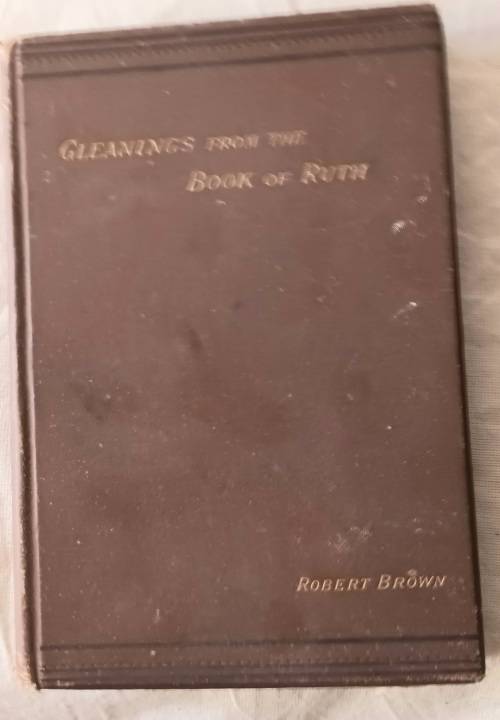 GLEANINGS FROM THE
BOOK OF RUTH
ROBERT BROWN